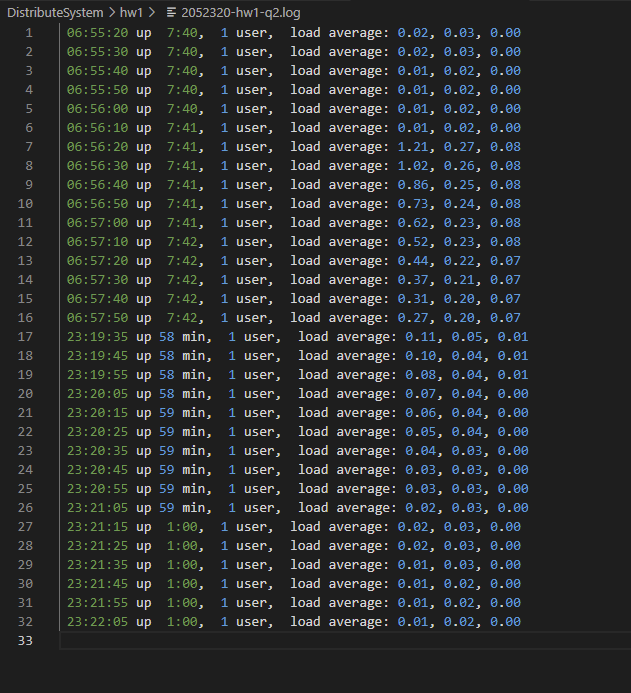 DistributeSystem > hw1 > 2052320-hw1-q2.log
1 06:55:20 up  7:40,  1 user,  load average: 0.02, 0.03, 0.00
2 06:55:30 up  7:40,  1 user,  load average: 0.02, 0.03, 0.00
3 06:55:40 up  7:40,  1 user,  load average: 0.01, 0.02, 0.00
4 06:55:50 up  7:40,  1 user,  load average: 0.01, 0.02, 0.00
5 06:56:00 up  7:40,  1 user,  load average: 0.01, 0.02, 0.00
6 06:56:10 up  7:41,  1 user,  load average: 0.01, 0.02, 0.00
7 06:56:20 up  7:41,  1 user,  load average: 1.21, 0.27, 0.08
8 06:56:30 up  7:41,  1 user,  load average: 1.02, 0.26, 0.08
9 06:56:40 up  7:41,  1 user,  load average: 0.86, 0.25, 0.08
10 06:56:50 up  7:41,  1 user,  load average: 0.73, 0.24, 0.08
11 06:57:00 up  7:41,  1 user,  load average: 0.62, 0.23, 0.08
12 06:57:10 up  7:42,  1 user,  load average: 0.52, 0.23, 0.08
13 06:57:20 up  7:42,  1 user,  load average: 0.44, 0.22, 0.07
14 06:57:30 up  7:42,  1 user,  load average: 0.37, 0.21, 0.07
15 06:57:40 up  7:42,  1 user,  load average: 0.31, 0.20, 0.07
16 06:57:50 up  7:42,  1 user,  load average: 0.27, 0.20, 0.07
17 23:19:35 up 58 min,  1 user,  load average: 0.11, 0.05, 0.01
18 23:19:45 up 58 min,  1 user,  load average: 0.10, 0.04, 0.01
19 23:19:55 up 58 min,  1 user,  load average: 0.08, 0.04, 0.01
20 23:20:05 up 58 min,  1 user,  load average: 0.07, 0.04, 0.00
21 23:20:15 up 59 min,  1 user,  load average: 0.06, 0.04, 0.00
22 23:20:25 up 59 min,  1 user,  load average: 0.05, 0.04, 0.00
23 23:20:35 up 59 min,  1 user,  load average: 0.04, 0.03, 0.00
24 23:20:45 up 59 min,  1 user,  load average: 0.03, 0.03, 0.00
25 23:20:55 up 59 min,  1 user,  load average: 0.03, 0.03, 0.00
26 23:21:05 up 59 min,  1 user,  load average: 0.02, 0.03, 0.00
27 23:21:15 up  1:00,  1 user,  load average: 0.02, 0.03, 0.00
28 23:21:25 up  1:00,  1 user,  load average: 0.02, 0.03, 0.00
29 23:21:35 up  1:00,  1 user,  load average: 0.01, 0.03, 0.00
30 23:21:45 up  1:00,  1 user,  load average: 0.01, 0.02, 0.00
31 23:21:55 up  1:00,  1 user,  load average: 0.01, 0.02, 0.00
32 23:22:05 up  1:00,  1 user,  load average: 0.01, 0.02, 0.00
33